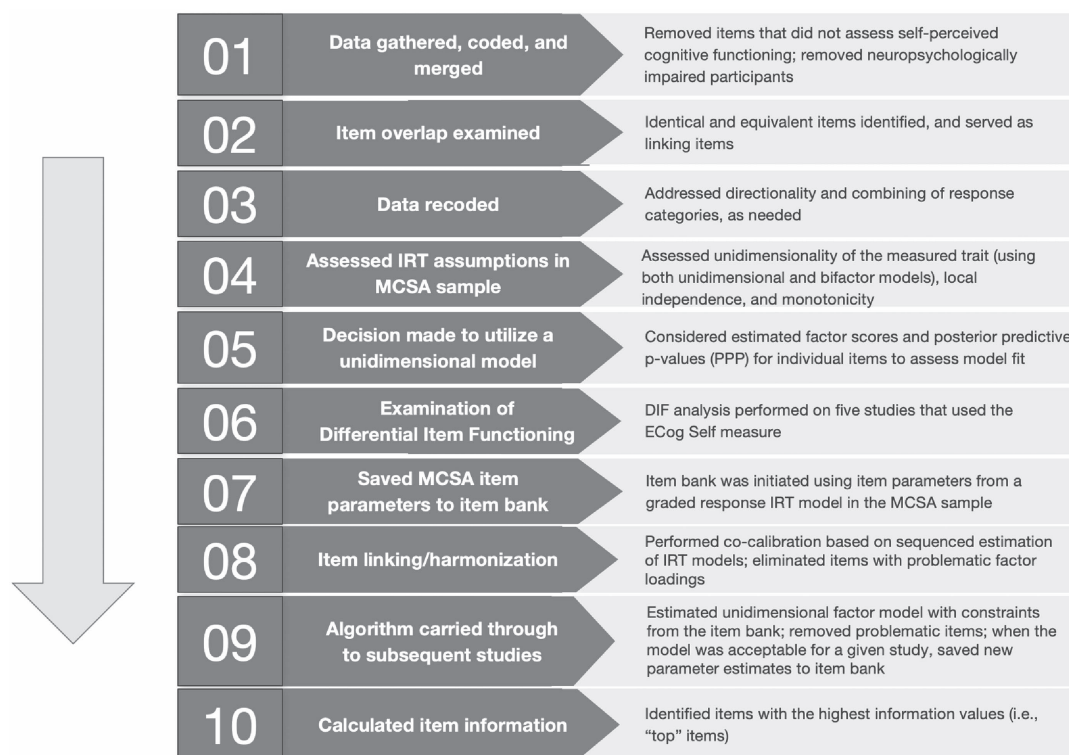 01
Data gathered, coded, and
merged
Removed items that did not assess self-perceived
cognitive functioning; removed neuropsychologically
impaired participants
02
Item overlap examined
Identical and equivalent items identified, and served as
linking items
03
Data recoded
Addressed directionality and combining of response
categories, as needed
04
Assessed IRT assumptions in
MCSA sample
Assessed unidimensionality of the measured trait (using
both unidimensional and bifactor models), local
independence, and monotonicity
05
Decision made to utilize a
unidimensional model
Considered estimated factor scores and posterior predictive
p-values (PPP) for individual items to assess model fit
06
Examination of
Differential Item Functioning
DIF analysis performed on five studies that used the
ECog Self measure
07
Saved MCSA item
parameters to item bank
Item bank was initiated using item parameters from a
graded response IRT model in the MCSA sample
08
Item linking/harmonization
Performed co-calibration based on sequenced estimation
of IRT models; eliminated items with problematic factor
loadings
09
Algorithm carried through
to subsequent studies
Estimated unidimensional factor model with constraints
from the item bank; removed problematic items; when the
model was acceptable for a given study, saved new
parameter estimates to item bank
10
Calculated item information
Identified items with the highest information values (i.e.,
“top” items)